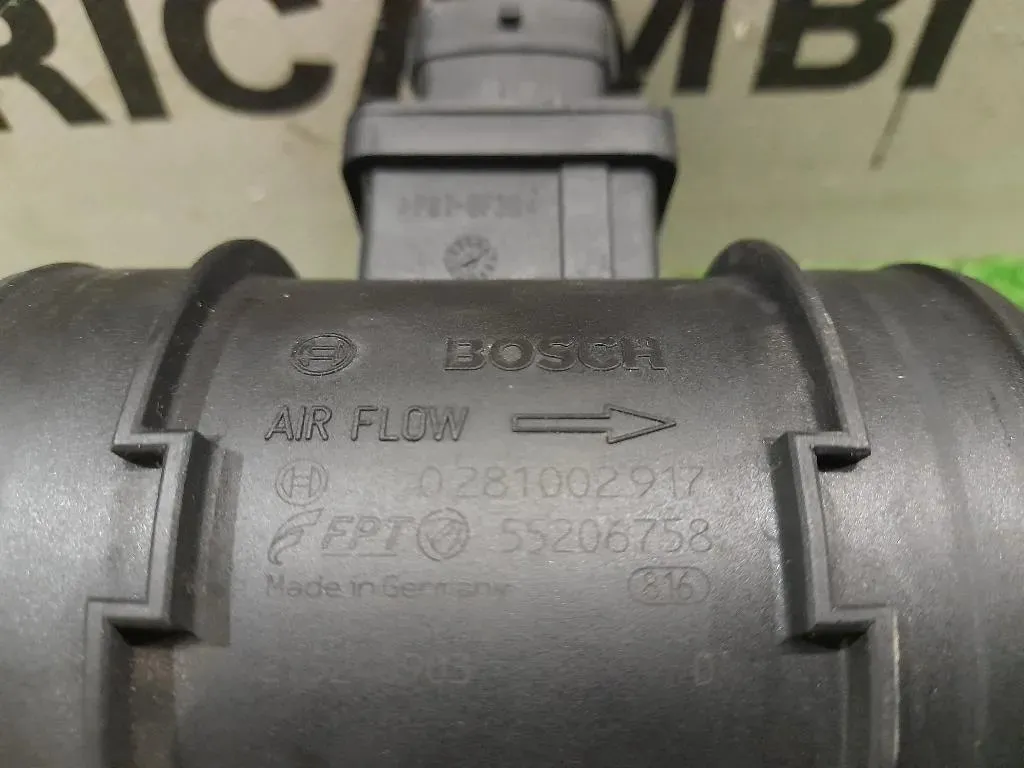 RICAMBI
BOSCH
AIR FLOW
0281002917
FPT 55206758
Made in Germany
816